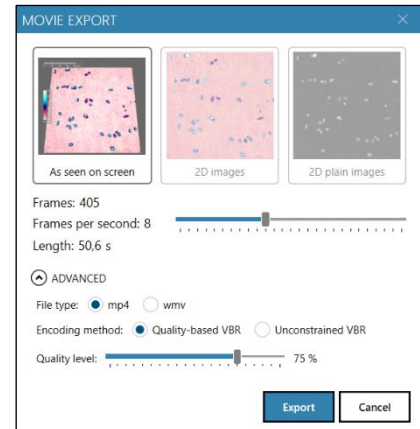 MOVIE EXPORT
As seen on screen
2D images
2D plain images
Frames: 405
Frames per second: 8
Length: 50,6 s
ADVANCED
File type: mp4 wmv
Encoding method: Quality-based VBR Unconstrained VBR
Quality level: 75 %
Export Cancel